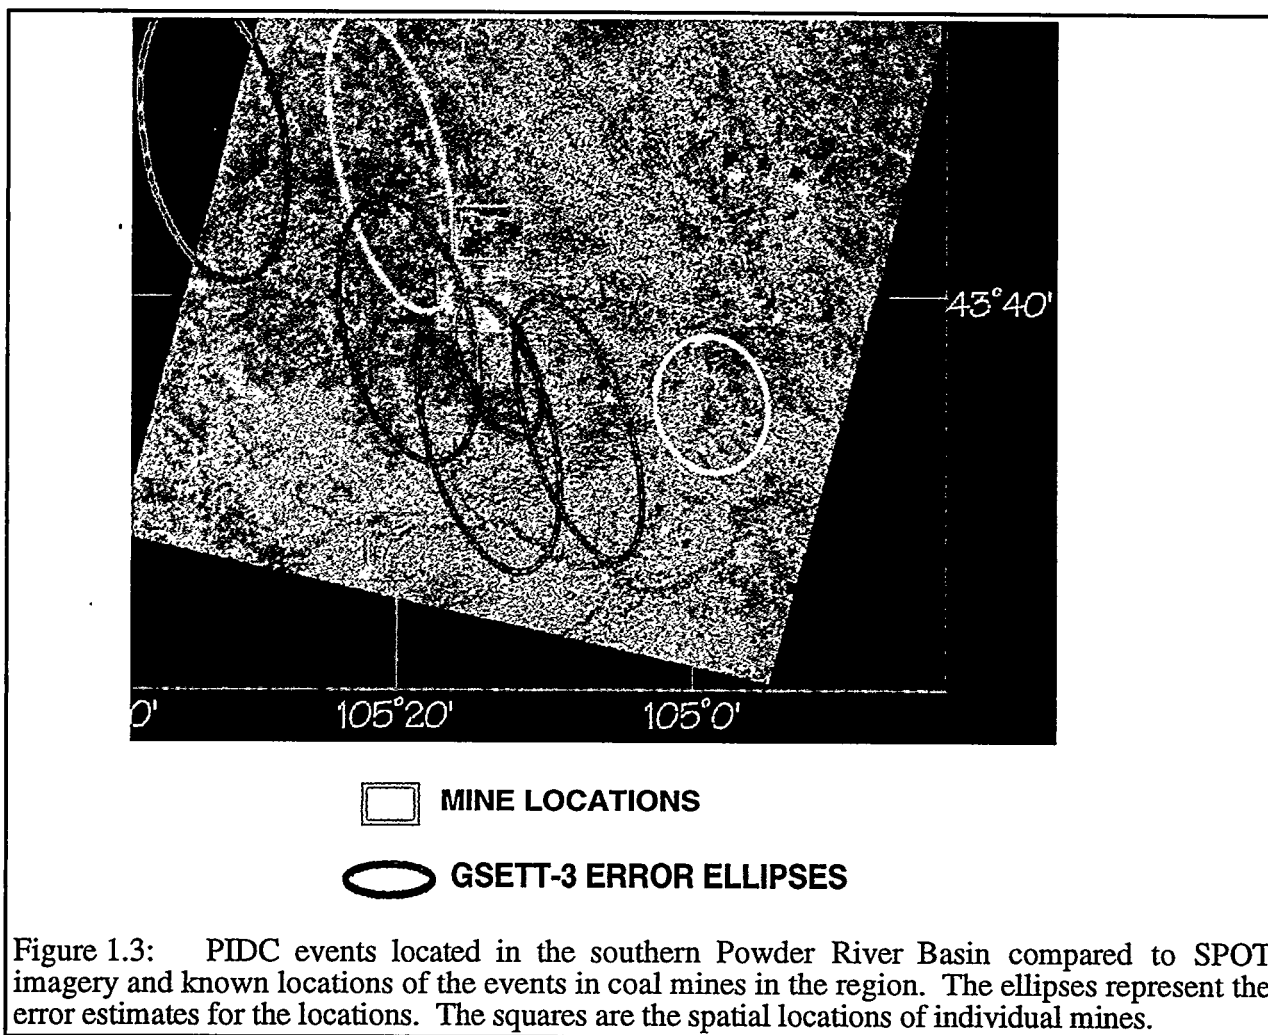 43°40'
0'
105°20'
105°0'
MINE LOCATIONS
GSETT-3 ERROR ELLIPSES
Figure 1.3: PIDC events located in the southern Powder River Basin compared to SPOT
imagery and known locations of the events in coal mines in the region. The ellipses represent the
error estimates for the locations. The squares are the spatial locations of individual mines.